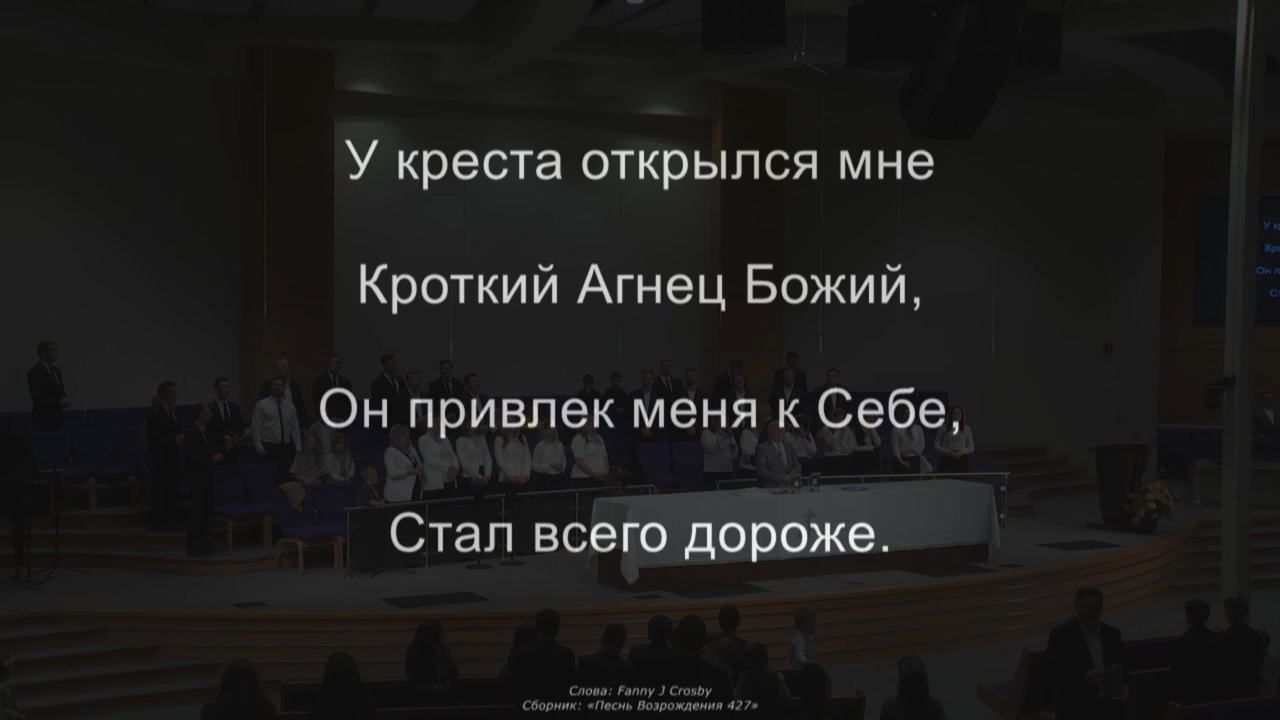 У креста открылся мне
Кроткий Агнец Божий,
Он привлек меня к Себе,
Стал всего дороже.
Слова: Fanny J Crosby
Сборник: «Песнь Возрождения 427»